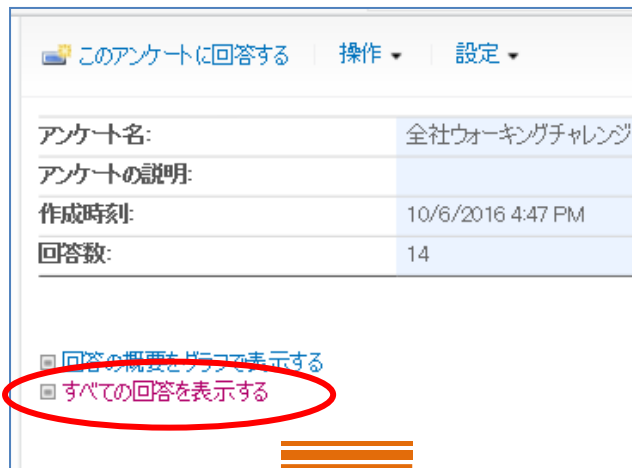 このアンケートに回答する 操作 設定
アンケート名: 全社ウォーキングチャレンジ
アンケートの説明:
作成時刻: 10/6/2016 4:47 PM
回答数: 14
回答の概要をグラフで表示する
すべての回答を表示する